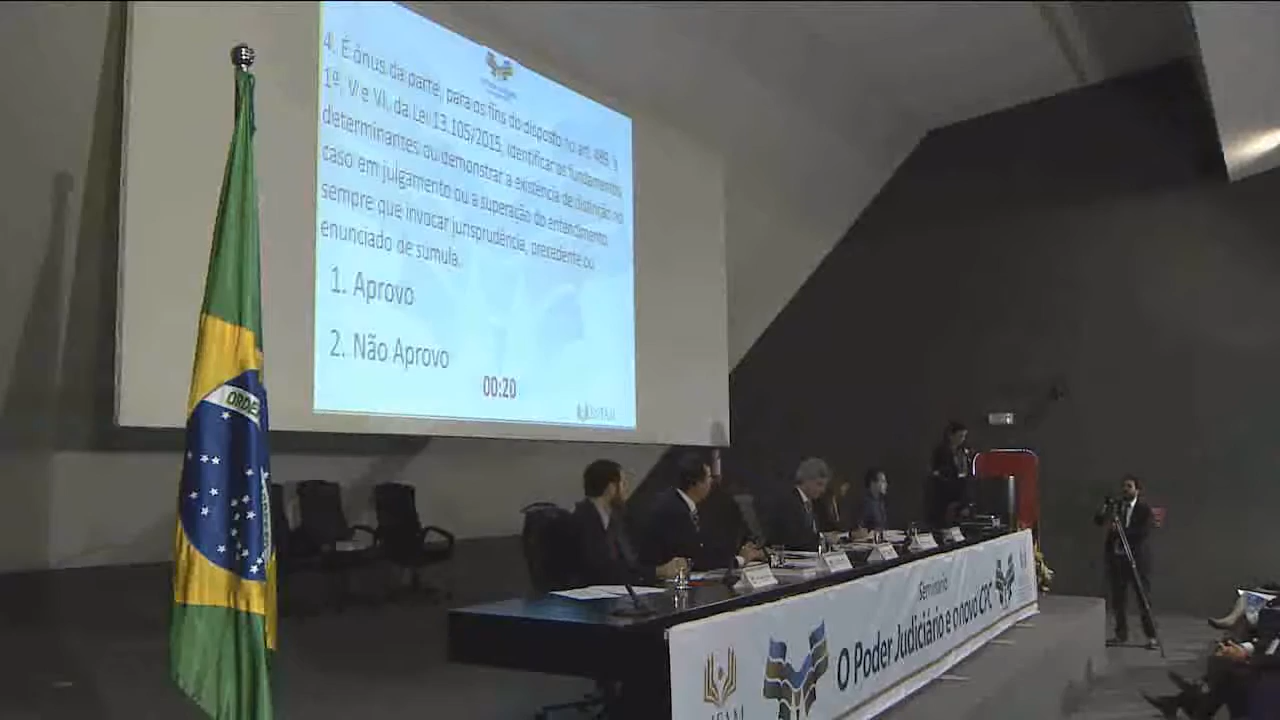 4. É ônus da parte, para os fins do disposto no art. 489, §
1º, V e VI, da Lei 13.105/2015, identificar os fundamentos
determinantes ou demonstrar a existência de distinção no
caso em julgamento ou a superação do entendimento,
sempre que invocar jurisprudência, precedente ou
enunciado de sumula.
1. Aprovo
2. Não Aprovo
00:20
ORDE
Seminário
O Poder Judiciário e o novo CPC